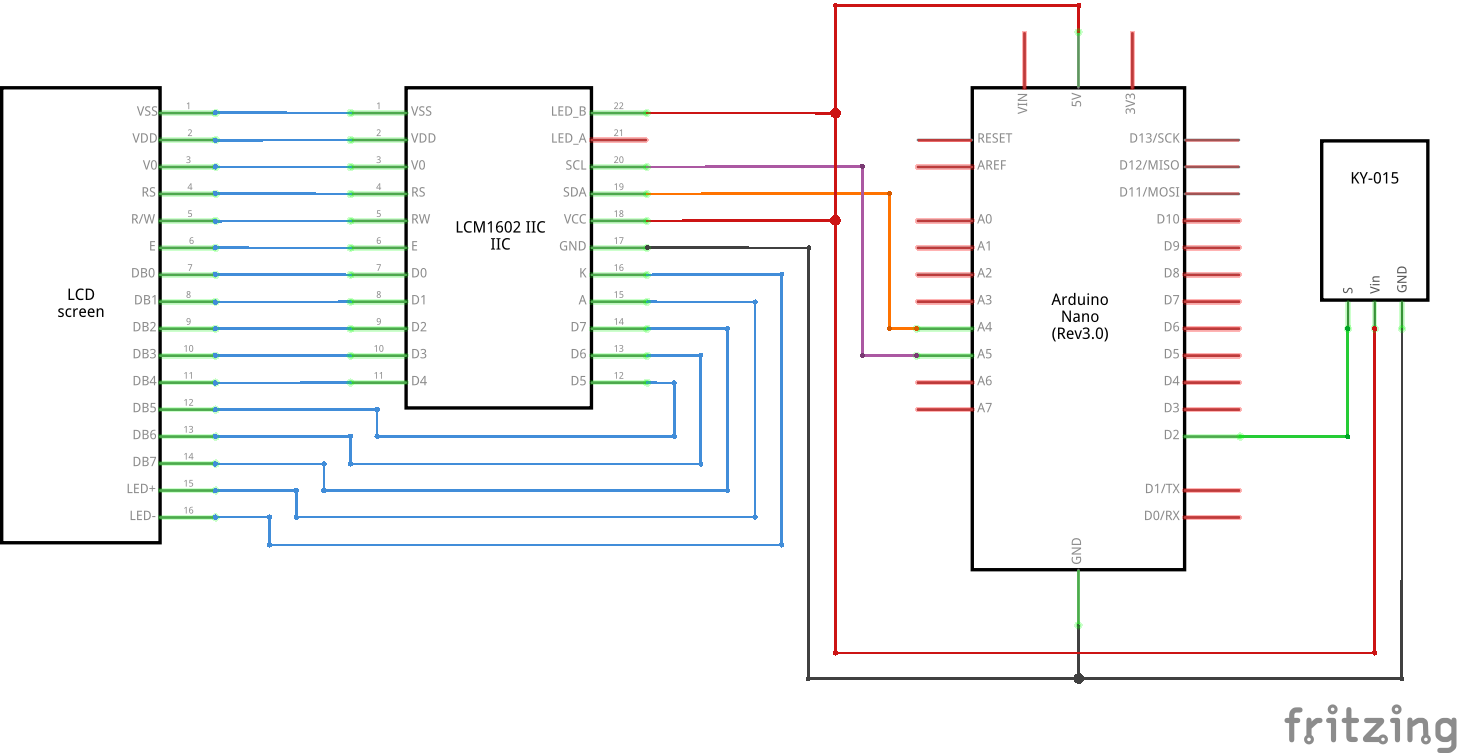 LCD
screen
VSS 1
VDD 2
V0 3
RS 4
R/W 5
E 6
DB0 7
DB1 8
DB2 9
DB3 10
DB4 11
DB5 12
DB6 13
DB7 14
LED+ 15
LED- 16
LCM1602 IIC
IIC
1 VSS
2 VDD
3 V0
4 RS
5 RW
6 E
7 D0
8 D1
9 D2
10 D3
11 D4
LED_B 22
LED_A 21
SCL 20
SDA 19
VCC 18
GND 17
K 16
A 15
D7 14
D6 13
D5 12
Arduino
Nano
(Rev3.0)
VIN
5V
3V3
RESET
AREF
A0
A1
A2
A3
A4
A5
A6
A7
D13/SCK
D12/MISO
D11/MOSI
D10
D9
D8
D7
D6
D5
D4
D3
D2
D1/TX
D0/RX
GND
KY-015
S
Vin
GND
fritzing